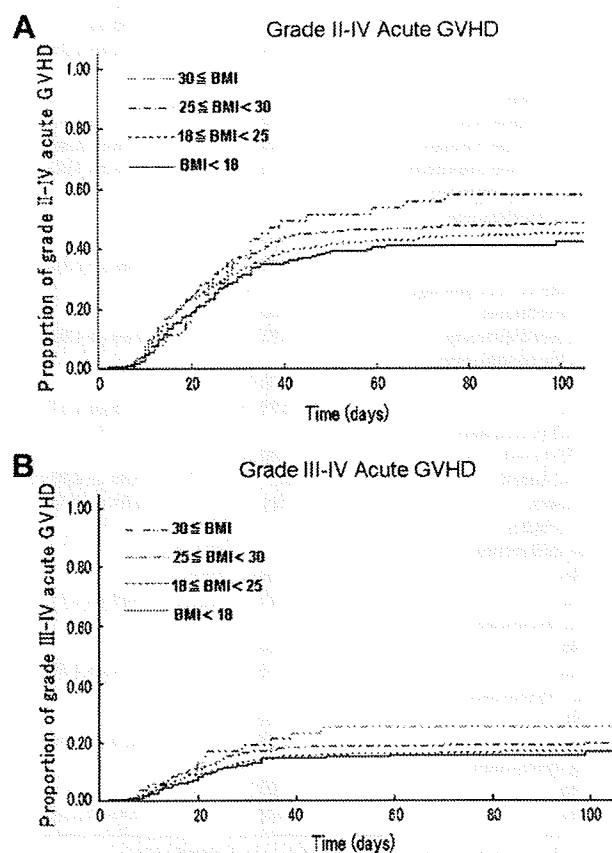 A
Grade II-IV Acute GVHD
Proportion of grade II-IV acute GVHD
1.00
0.80
0.60
0.40
0.20
0.00
30≦ BMI
25≦ BMI< 30
18≦ BMI< 25
BMI< 18
0 20 40 60 80 100
Time (days)
B
Grade III-IV Acute GVHD
Proportion of grade III-IV acute GVHD
1.00
0.80
0.60
0.40
0.20
0.00
30≦ BMI
25≦ BMI< 30
18≦ BMI< 25
BMI< 18
0 20 40 60 80 100
Time (days)